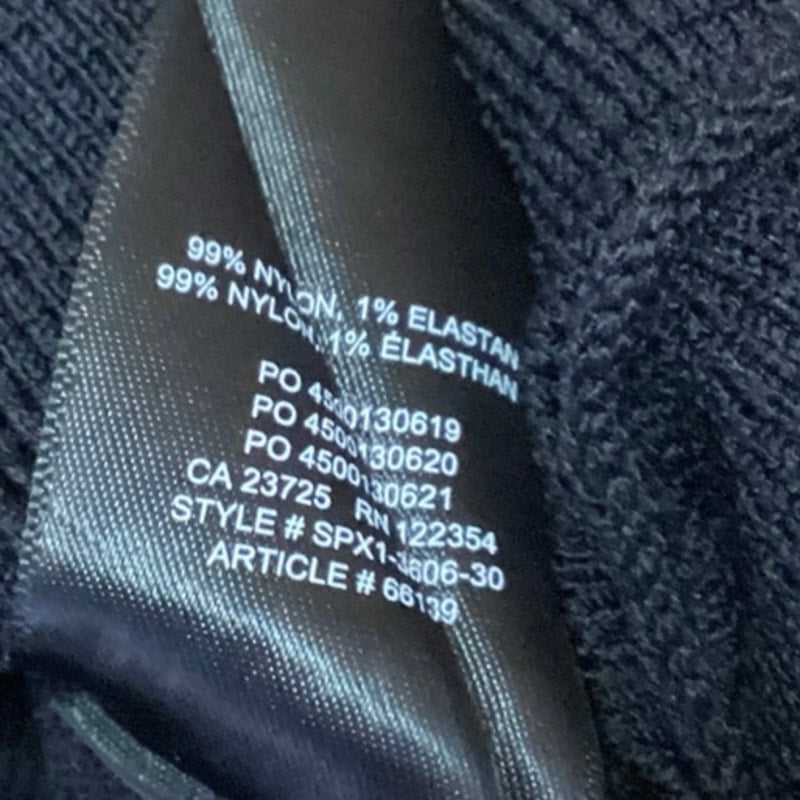 99% NYLON, 1% ELASTAN
99% NYLON, 1% ÉLASTHAN
PO 4500130619
PO 4500130620
PO 4500130621
CA 23725 RN 122354
STYLE # SPX1-3606-30
ARTICLE # 66139